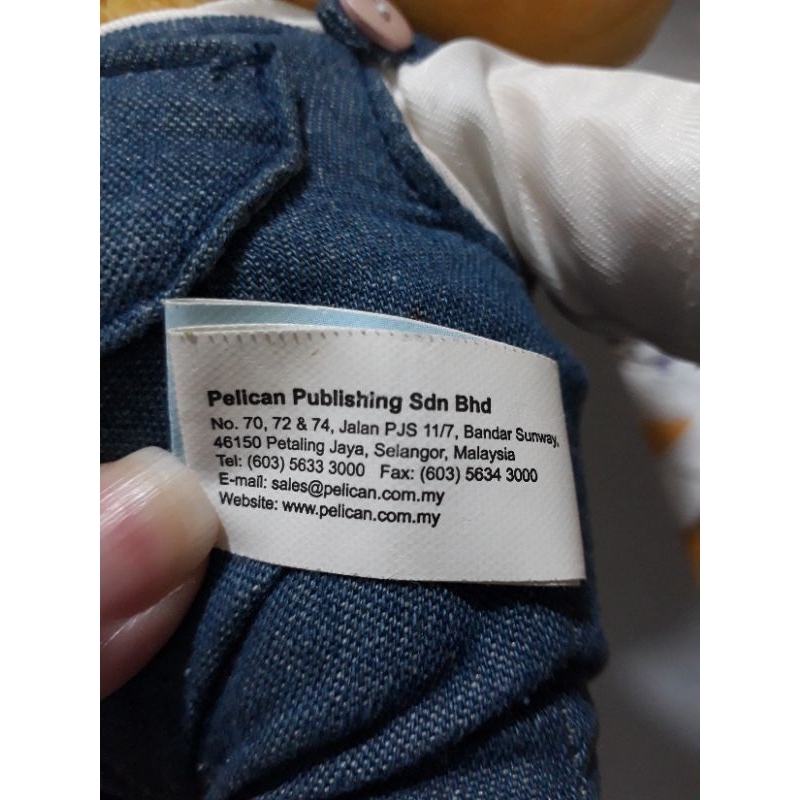 Pelican Publishing Sdn Bhd
No. 70, 72 & 74, Jalan PJS 11/7, Bandar Sunway,
46150 Petaling Jaya, Selangor, Malaysia
Tel: (603) 5633 3000 Fax: (603) 5634 3000
E-mail: sales@pelican.com.my
Website: www.pelican.com.my